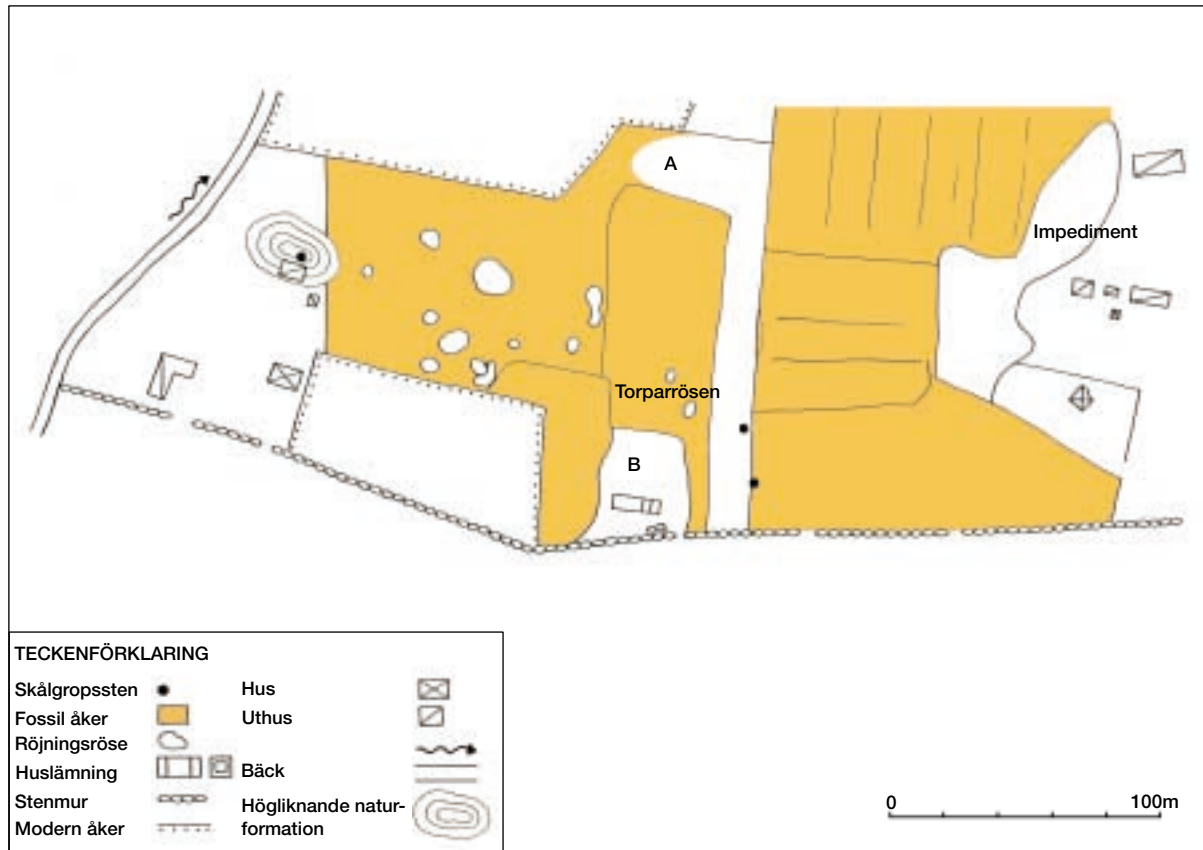 A
Impediment
Torparrösen
B
TECKENFÖRKLARING
Skålgropssten
Hus
Fossil åker
Uthus
Röjningsröse
Huslämning
Bäck
Stenmur
Högliknande natur-
Modern åker
formation
0
100m